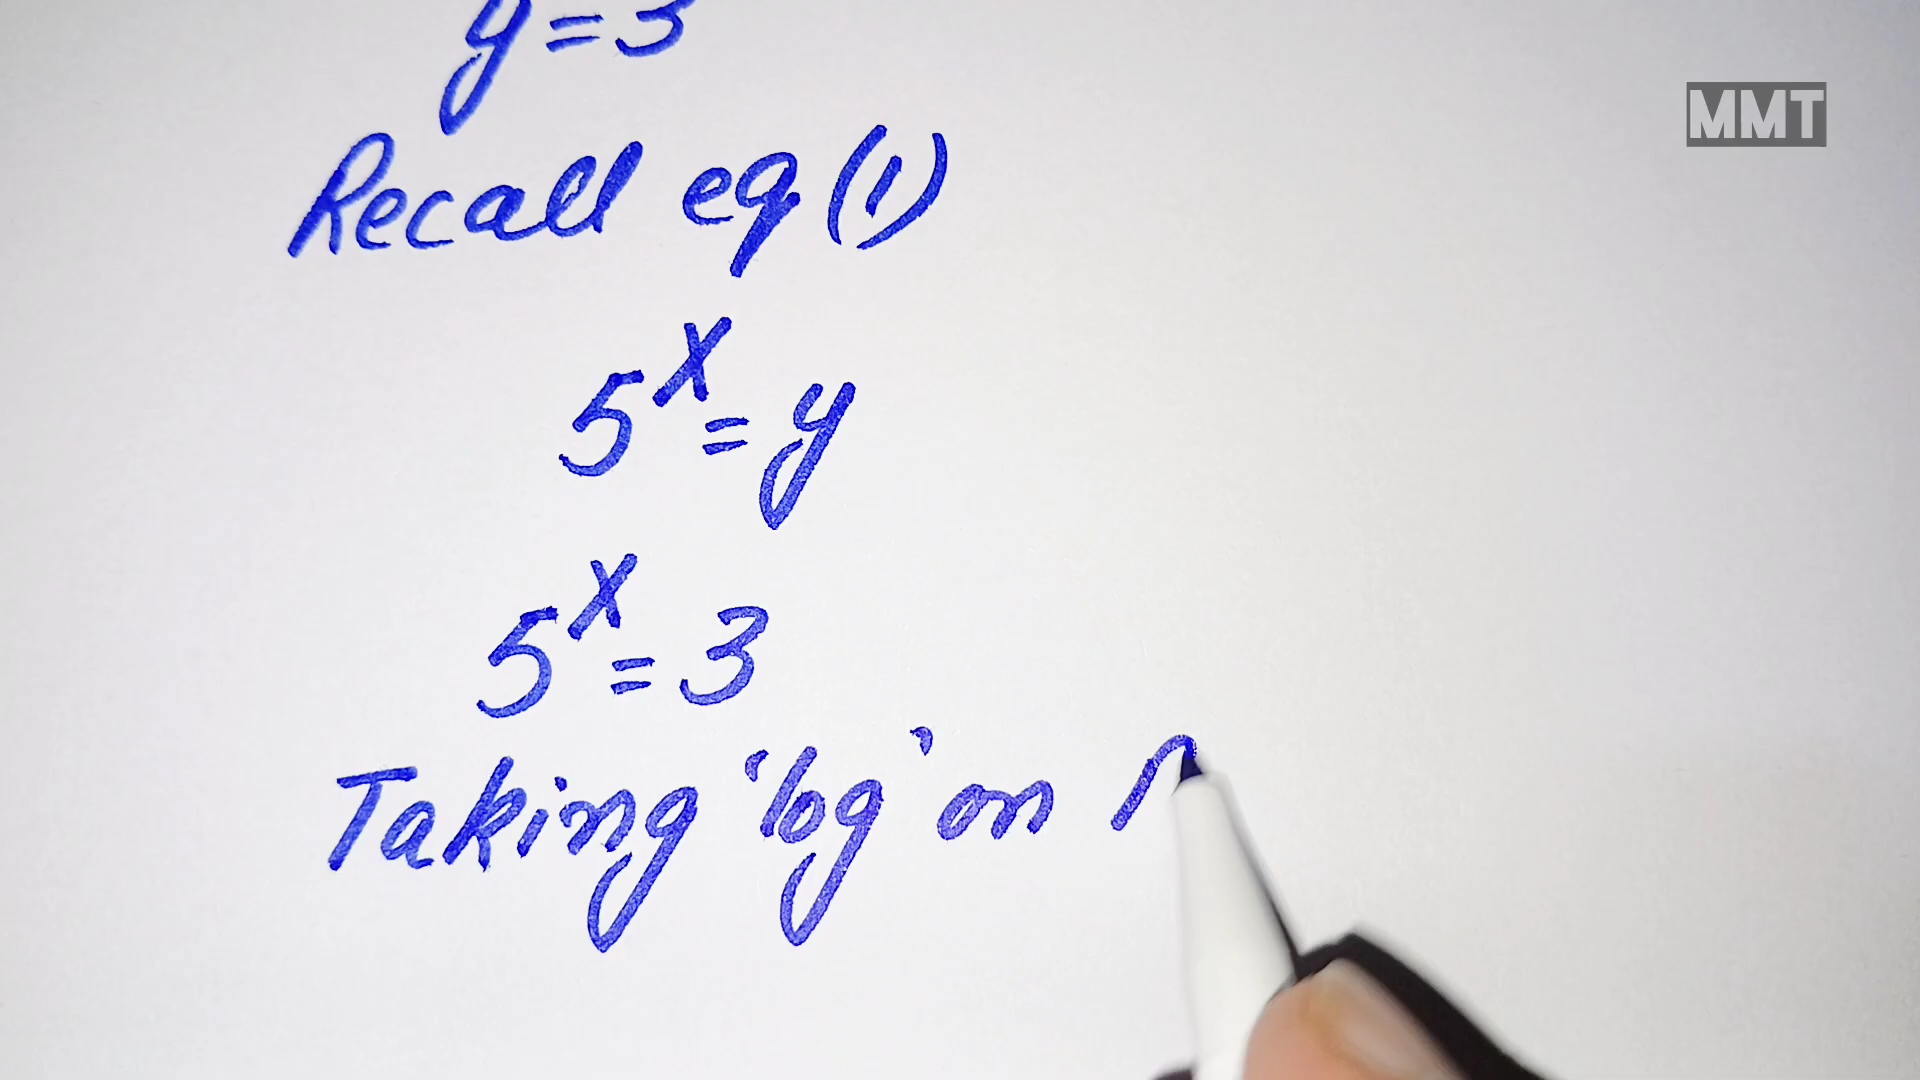 y=3
MMT
Recall eq (1)
5^x = y
5^x = 3
Taking 'log' on